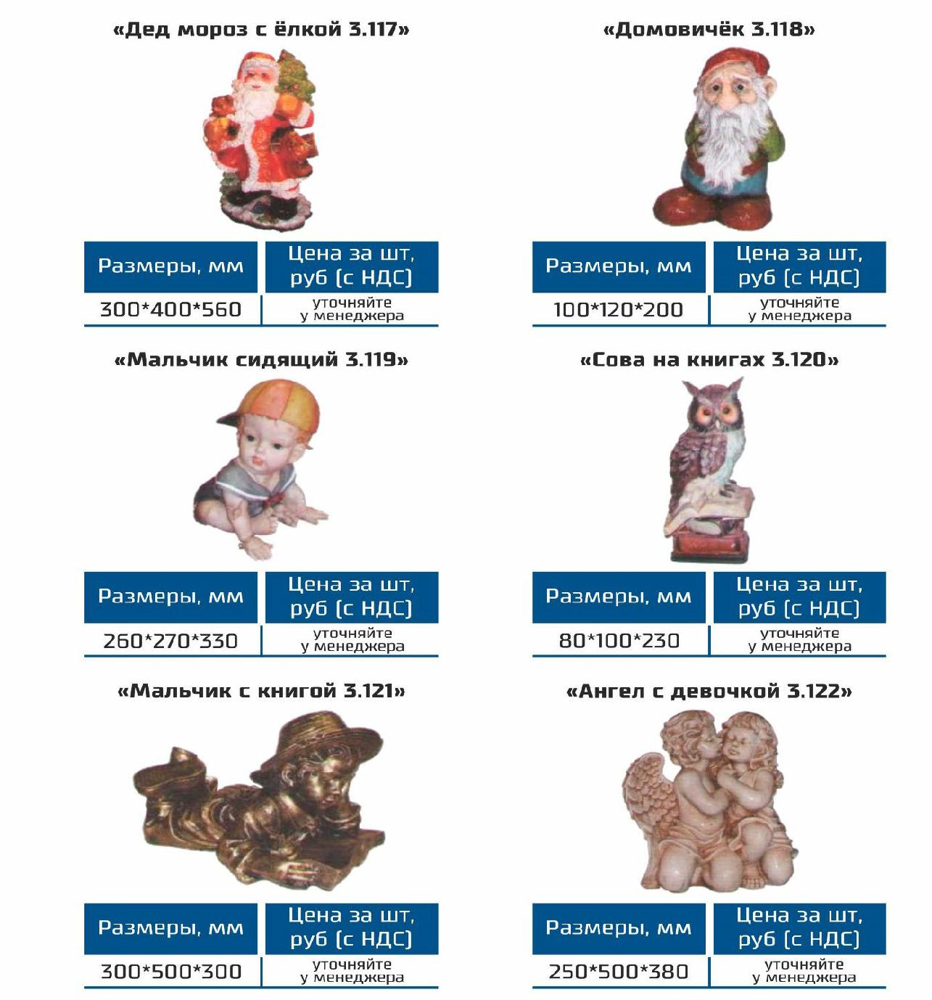 «Дед мороз с ёлкой 3.117»
Размеры, мм
Цена за шт,
руб (с НДС)
300*400*560
уточняйте
у менеджера
«Домовичёк 3.118»
Размеры, мм
Цена за шт,
руб (с НДС)
100*120*200
уточняйте
у менеджера
«Мальчик сидящий 3.119»
Размеры, мм
Цена за шт,
руб (с НДС)
260*270*330
уточняйте
у менеджера
«Сова на книгах 3.120»
Размеры, мм
Цена за шт,
руб (с НДС)
80*100*230
уточняйте
у менеджера
«Мальчик с книгой 3.121»
Размеры, мм
Цена за шт,
руб (с НДС)
300*500*300
уточняйте
у менеджера
«Ангел с девочкой 3.122»
Размеры, мм
Цена за шт,
руб (с НДС)
250*500*380
уточняйте
у менеджера